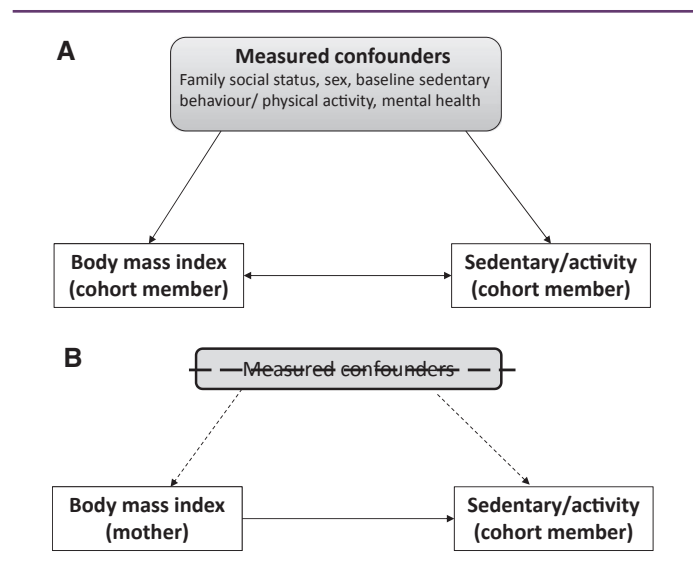 A
Measured confounders
Family social status, sex, baseline sedentary
behaviour/ physical activity, mental health
Body mass index
(cohort member)
Sedentary/activity
(cohort member)
B
Measured confounders
Body mass index
(mother)
Sedentary/activity
(cohort member)